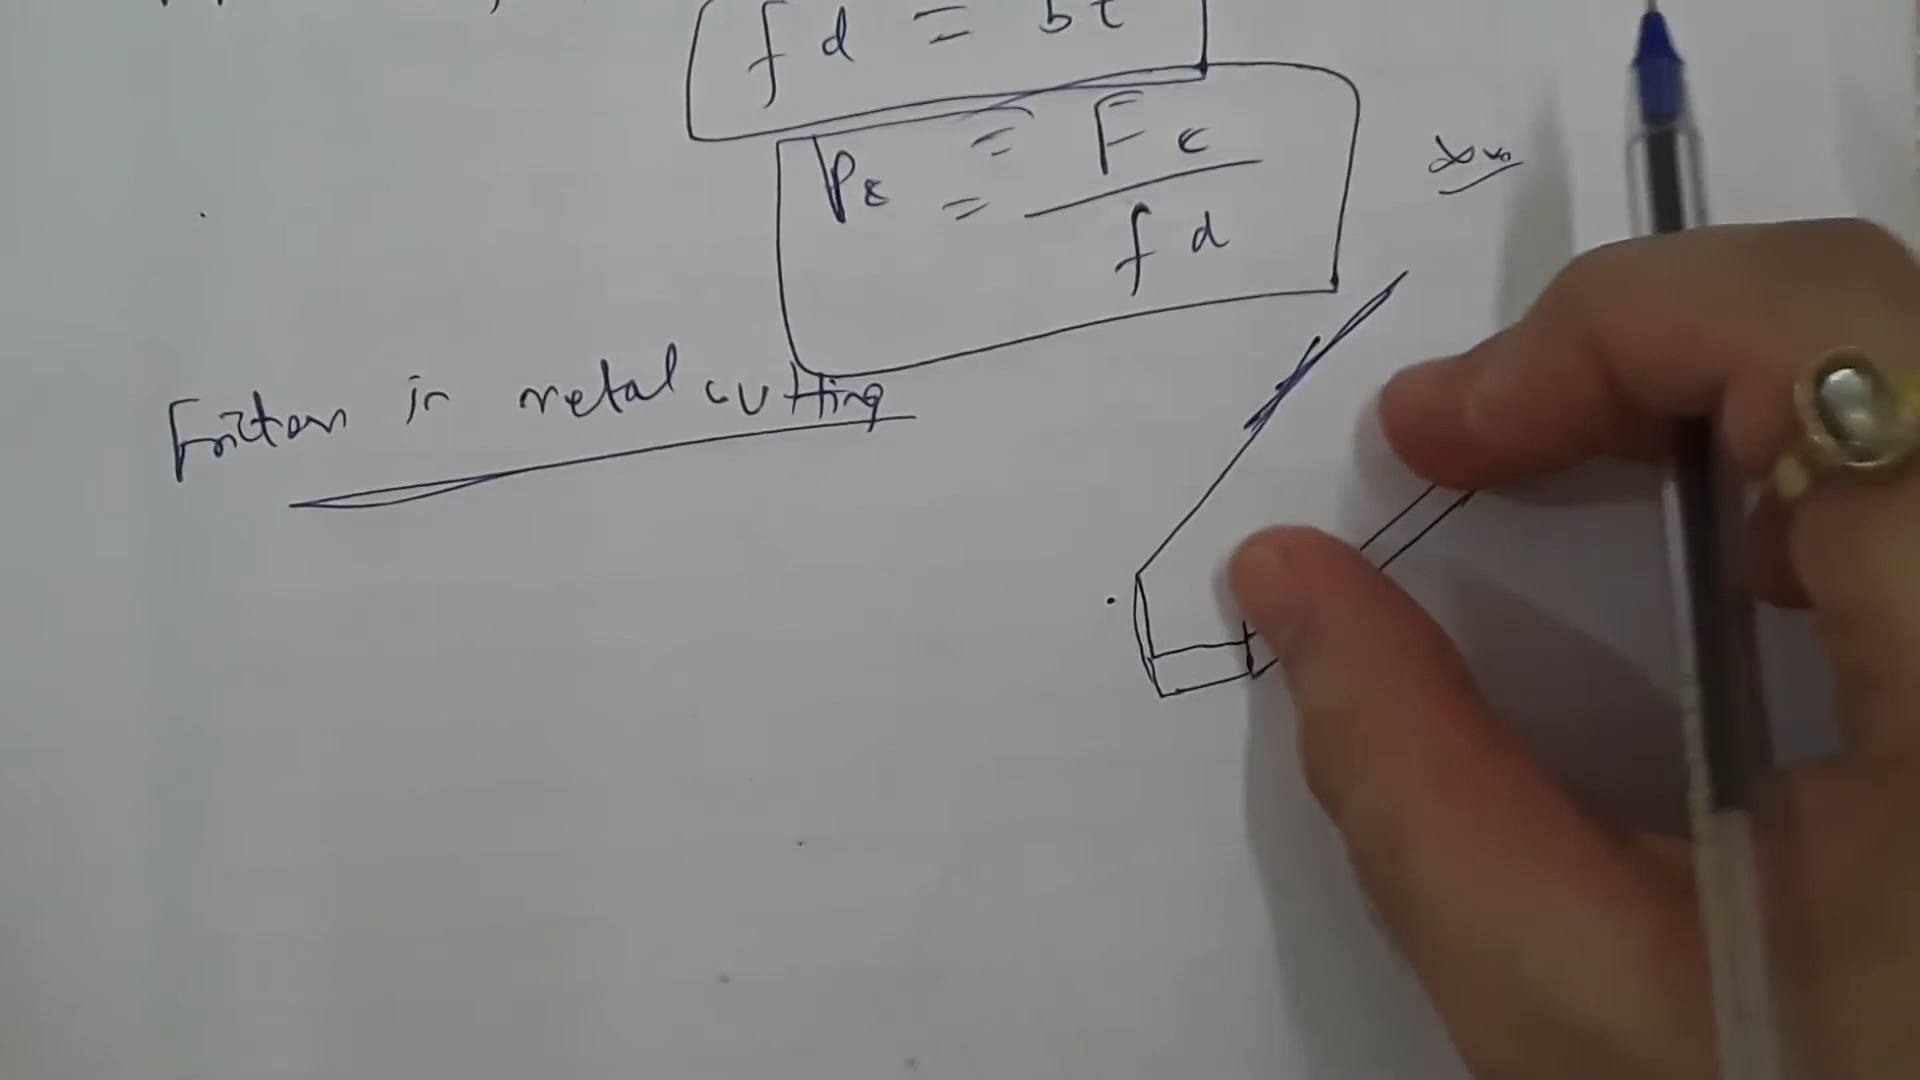 fd = bt
Ps = Fc / fd
Friction in metal cutting